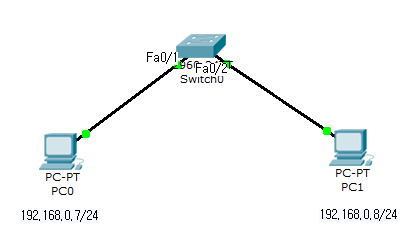 Fa0/1
Fa0/2
Switch0
PC-PT
PC0
PC-PT
PC1
192.168.0.7/24
192.168.0.8/24